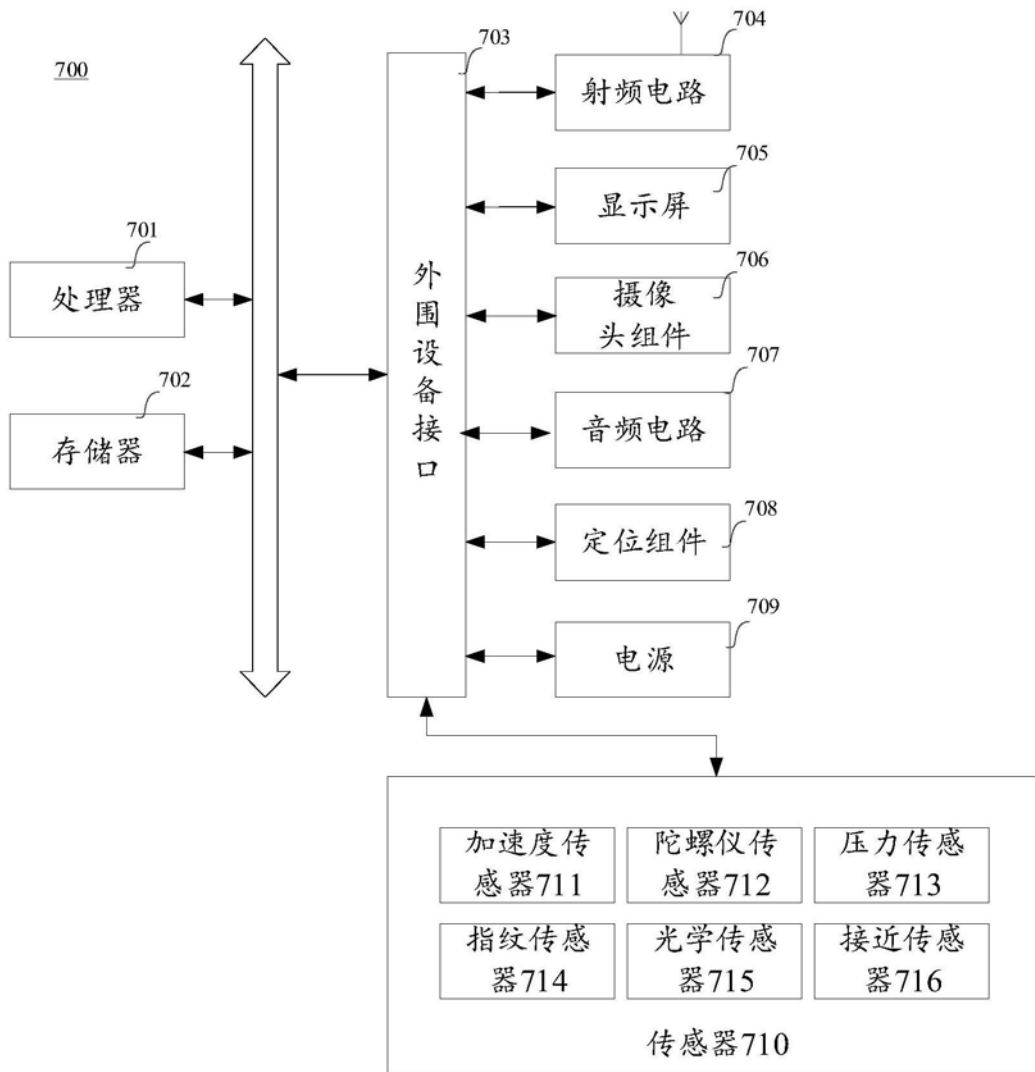 700
701
处理器
702
存储器
703
外围设备接口
704
射频电路
705
显示屏
706
摄像
头组件
707
音频电路
708
定位组件
709
电源
加速度传
感器711
陀螺仪传
感器712
压力传感
器713
指纹传感
器714
光学传感
器715
接近传感
器716
传感器710